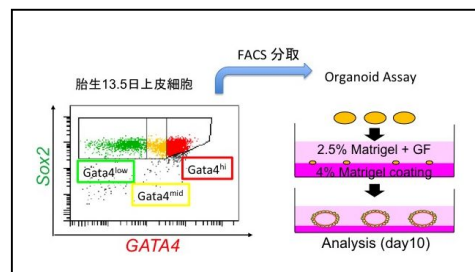 FACS 分取
胎生13.5日上皮細胞
Organoid Assay
Sox2
Gata4low
Gata4mid
Gata4hi
GATA4
2.5% Matrigel + GF
4% Matrigel coating
Analysis (day10)